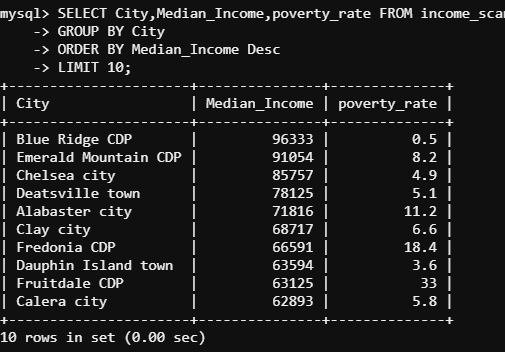 mysql> SELECT City,Median_Income,poverty_rate FROM income_scan
    -> GROUP BY City
    -> ORDER BY Median_Income Desc
    -> LIMIT 10;
+----------------------+---------------+--------------+
| City                 | Median_Income | poverty_rate |
+----------------------+---------------+--------------+
| Blue Ridge CDP       |         96333 |          0.5 |
| Emerald Mountain CDP |         91054 |          8.2 |
| Chelsea city         |         85757 |          4.9 |
| Deatsville town      |         78125 |          5.1 |
| Alabaster city       |         71816 |         11.2 |
| Clay city            |         68717 |          6.6 |
| Fredonia CDP         |         66591 |         18.4 |
| Dauphin Island town  |         63594 |          3.6 |
| Fruitdale CDP        |         63125 |           33 |
| Calera city          |         62893 |          5.8 |
+----------------------+---------------+--------------+
10 rows in set (0.00 sec)